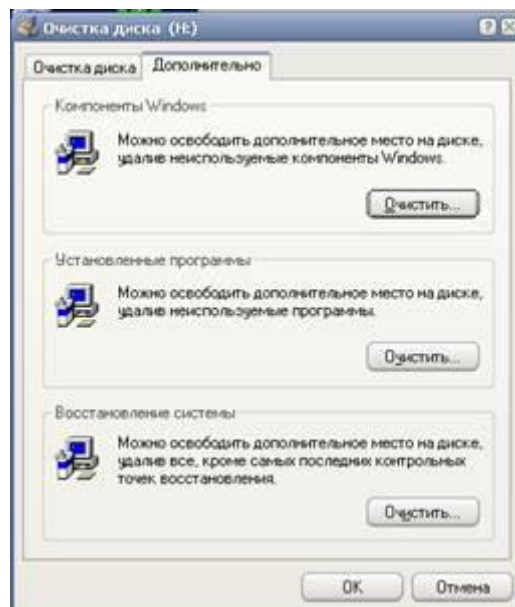 Очистка диска (H:)
Очистка диска Дополнительно
Компоненты Windows
Можно освободить дополнительное место на диске,
удалив неиспользуемые компоненты Windows.
Очистить...
Установленные программы
Можно освободить дополнительное место на диске,
удалив неиспользуемые программы.
Очистить...
Восстановление системы
Можно освободить дополнительное место на диске,
удалив все, кроме самых последних контрольных
точек восстановления.
Очистить...
OK Отмена